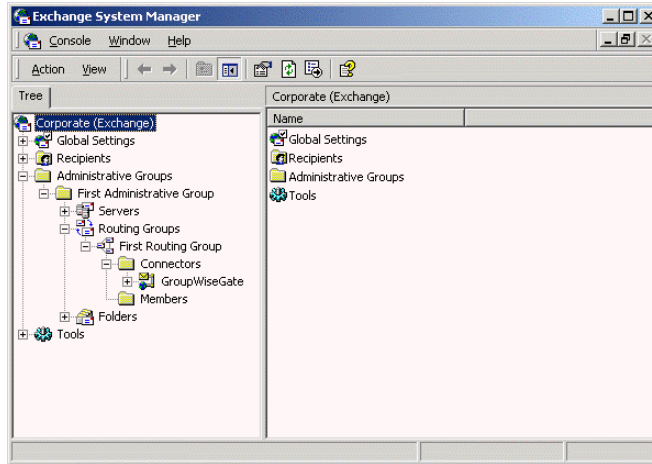 Exchange System Manager
Console Window Help
Action View
Tree
Corporate (Exchange)
Corporate (Exchange)
Global Settings
Recipients
Administrative Groups
First Administrative Group
Servers
Routing Groups
First Routing Group
Connectors
GroupWiseGate
Members
Folders
Tools
Name
Global Settings
Recipients
Administrative Groups
Tools